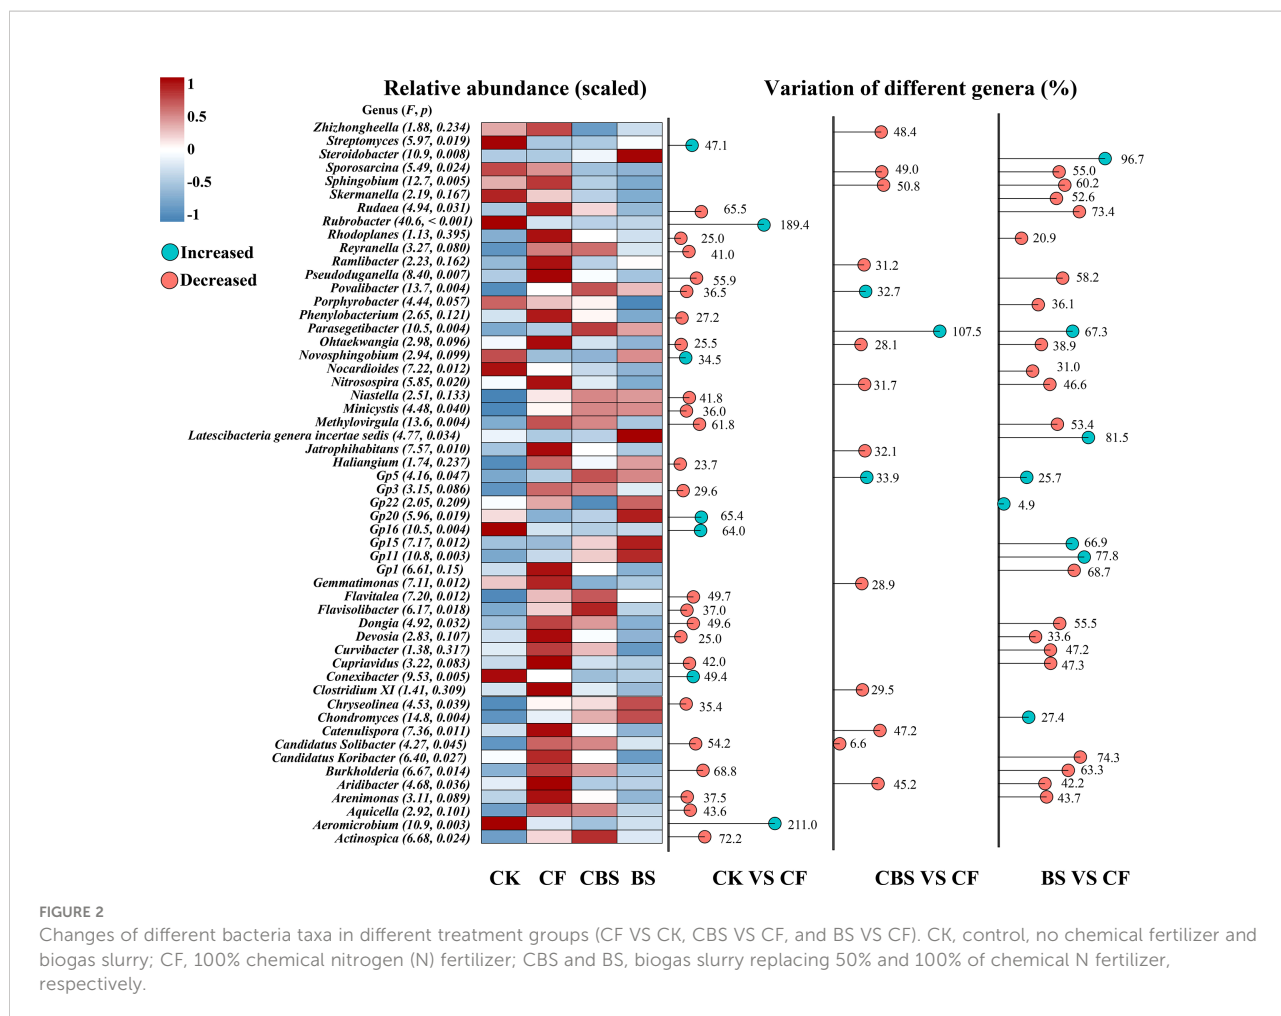 Relative abundance (scaled)
Variation of different genera (%)
1
0.5
0
-0.5
-1
Increased
Decreased
Genus (F, p)
Zhizhongheella (1.88, 0.234) 48.4
Streptomyces (5.97, 0.019) 47.1
Steroidobacter (10.9, 0.008) 96.7
Sporosarcina (5.49, 0.024) 49.0 55.0
Sphingobium (12.7, 0.005) 50.8 60.2
Skermanella (2.19, 0.167) 52.6
Rudaea (4.94, 0.031) 65.5 73.4
Rubrobacter (40.6, < 0.001) 189.4
Rhodoplanes (1.13, 0.395) 25.0 20.9
Reyranella (3.27, 0.080) 41.0
Ramlibacter (2.23, 0.162) 31.2
Pseudoduganella (8.40, 0.007) 55.9 58.2
Povalibacter (13.7, 0.004) 36.5 32.7
Porphyrobacter (4.44, 0.057) 36.1
Phenylobacterium (2.65, 0.121) 27.2
Parasegetibacter (10.5, 0.004) 107.5 67.3
Ohtaekwangia (2.98, 0.096) 25.5 28.1 38.9
Novosphingobium (2.94, 0.099) 34.5
Nocardioides (7.22, 0.012) 31.0
Nitrosospira (5.85, 0.020) 31.7 46.6
Niastella (2.51, 0.133) 41.8
Minicystis (4.48, 0.040) 36.0
Methylovirgula (13.6, 0.004) 61.8 53.4
Latescibacteria genera incertae sedis (4.77, 0.034) 81.5
Jatrophihabitans (7.57, 0.010) 32.1
Haliangium (1.74, 0.237) 23.7
Gp5 (4.16, 0.047) 33.9 25.7
Gp3 (3.15, 0.086) 29.6
Gp22 (2.05, 0.209) 4.9
Gp20 (5.96, 0.019) 65.4
Gp16 (10.5, 0.004) 64.0
Gp15 (7.17, 0.012) 66.9
Gp11 (10.8, 0.003) 77.8
Gp1 (6.61, 0.15) 68.7
Gemmatimonas (7.11, 0.012) 28.9
Flavitalea (7.20, 0.012) 49.7
Flavisolibacter (6.17, 0.018) 37.0
Dongia (4.92, 0.032) 49.6 55.5
Devosia (2.83, 0.107) 25.0 33.6
Curvibacter (1.38, 0.317) 47.2
Cupriavidus (3.22, 0.083) 42.0 47.3
Conexibacter (9.53, 0.005) 49.4
Clostridium XI (1.41, 0.309) 29.5
Chryseolinea (4.53, 0.039) 35.4
Chondromyces (14.8, 0.004) 27.4
Catenulispora (7.36, 0.011) 47.2
Candidatus Solibacter (4.27, 0.045) 54.2 6.6
Candidatus Koribacter (6.40, 0.027) 74.3
Burkholderia (6.67, 0.014) 68.8 63.3
Aridibacter (4.68, 0.036) 45.2 42.2
Arenimonas (3.11, 0.089) 37.5 43.7
Aquicella (2.92, 0.101) 43.6
Aeromicrobium (10.9, 0.003) 211.0
Actinospica (6.68, 0.024) 72.2
CK CF CBS BS CK VS CF CBS VS CF BS VS CF
FIGURE 2
Changes of different bacteria taxa in different treatment groups (CF VS CK, CBS VS CF, and BS VS CF). CK, control, no chemical fertilizer and
biogas slurry; CF, 100% chemical nitrogen (N) fertilizer; CBS and BS, biogas slurry replacing 50% and 100% of chemical N fertilizer,
respectively.